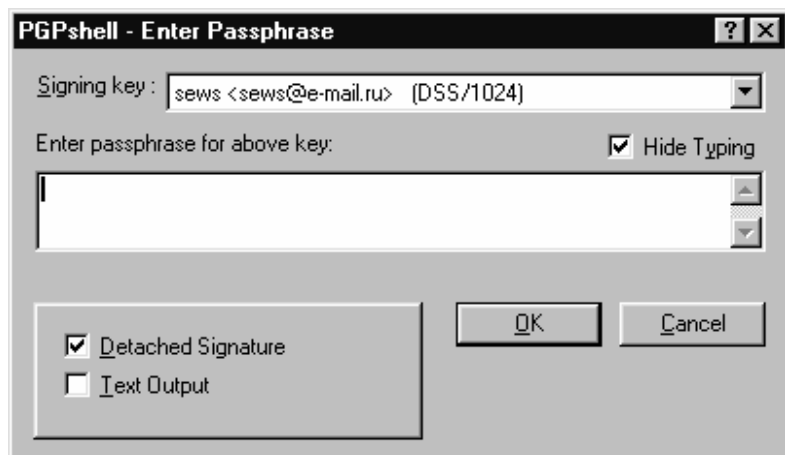 PGPshell - Enter Passphrase
Signing key : sews <sews@e-mail.ru> (DSS/1024)
Enter passphrase for above key:
Hide Typing
OK
Cancel
Detached Signature
Text Output